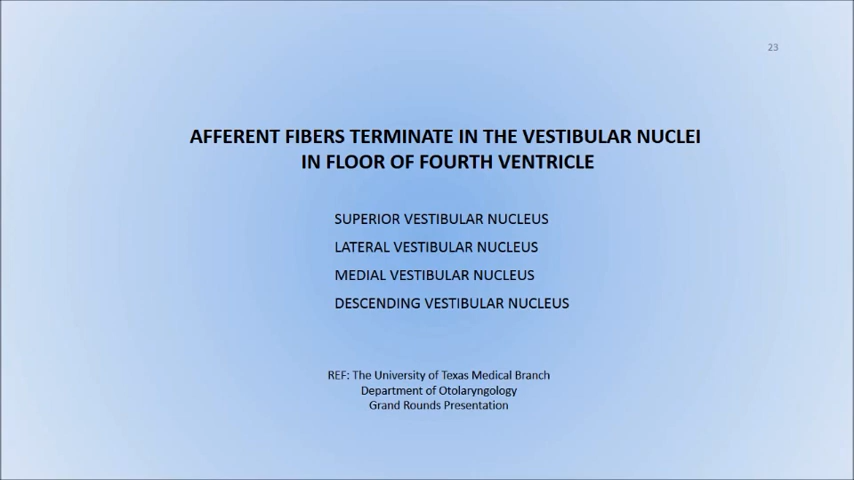 23
AFFERENT FIBERS TERMINATE IN THE VESTIBULAR NUCLEI
IN FLOOR OF FOURTH VENTRICLE
SUPERIOR VESTIBULAR NUCLEUS
LATERAL VESTIBULAR NUCLEUS
MEDIAL VESTIBULAR NUCLEUS
DESCENDING VESTIBULAR NUCLEUS
REF: The University of Texas Medical Branch
Department of Otolaryngology
Grand Rounds Presentation